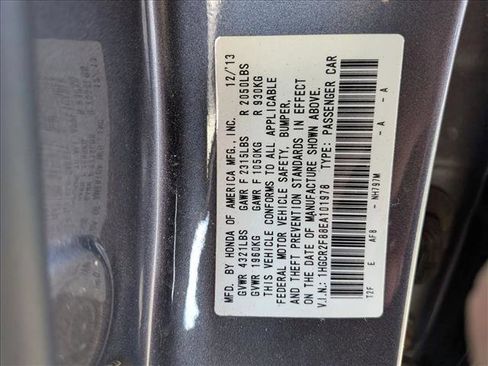 MFD. BY HONDA OF AMERICA MFG., INC. 12/'13
GVWR 4321LBS GAWR F 2315LBS R 2050LBS
GVWR 1960KG GAWR F 1050KG R 930KG
THIS VEHICLE CONFORMS TO ALL APPLICABLE
FEDERAL MOTOR VEHICLE SAFETY, BUMPER,
AND THEFT PREVENTION STANDARDS IN EFFECT
ON THE DATE OF MANUFACTURE SHOWN ABOVE.
V.I.N.: 1HGCR2F88EA101978 TYPE: PASSENGER CAR
T2F E AFB - NH797M - A - A